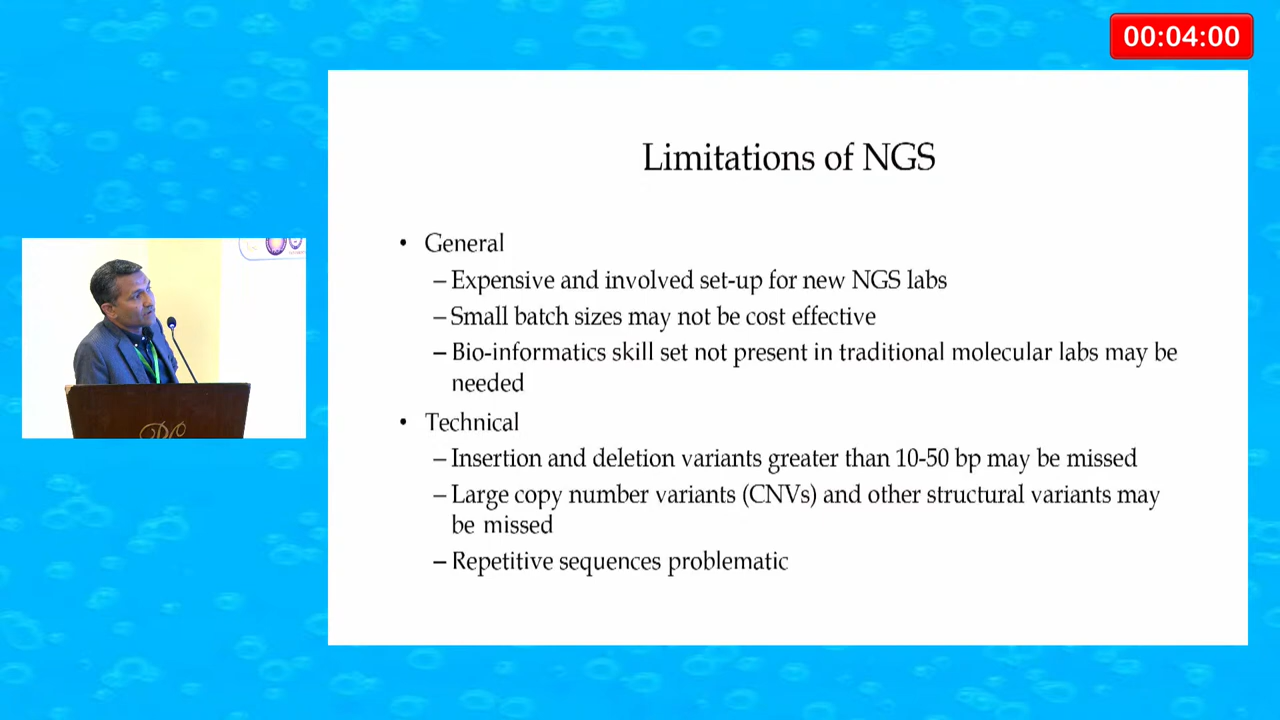 00:04:00
Limitations of NGS
• General
– Expensive and involved set-up for new NGS labs
– Small batch sizes may not be cost effective
– Bio-informatics skill set not present in traditional molecular labs may be
needed
• Technical
– Insertion and deletion variants greater than 10-50 bp may be missed
– Large copy number variants (CNVs) and other structural variants may
be missed
– Repetitive sequences problematic